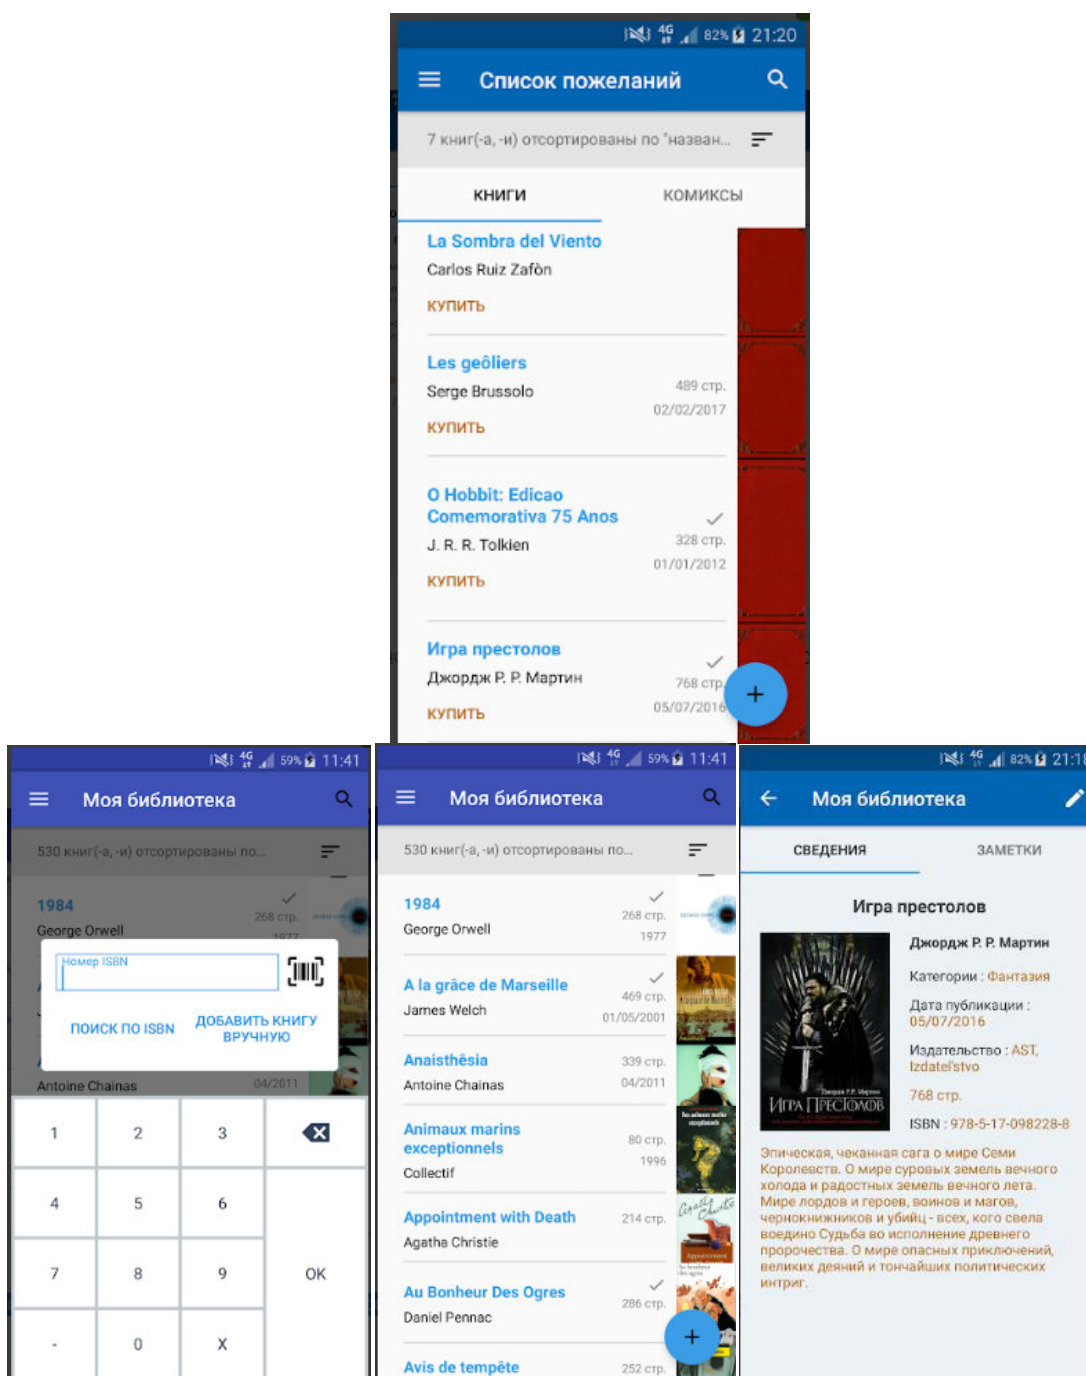 4G 82% 21:20
Список пожеланий
7 книг(-а, -и) отсортированы по "назван...
КНИГИ КОМИКСЫ
La Sombra del Viento
Carlos Ruiz Zafòn
КУПИТЬ
Les geôliers
Serge Brussolo
489 стр.
02/02/2017
КУПИТЬ
O Hobbit: Edicao
Comemorativa 75 Anos
J. R. R. Tolkien
328 стр.
01/01/2012
КУПИТЬ
Игра престолов
Джордж Р. Р. Мартин
768 стр.
05/07/2016
КУПИТЬ
+
4G 59% 11:41
Моя библиотека
530 книг(-а, -и) отсортированы по...
1984
268 стр.
George Orwell
1977
Номер ISBN
ПОИСК ПО ISBN
ДОБАВИТЬ КНИГУ
ВРУЧНУЮ
Antoine Chainas
04/2011
1 2 3
4 5 6
7 8 9 OK
- 0 X
4G 59% 11:41
Моя библиотека
530 книг(-а, -и) отсортированы по...
1984
268 стр.
George Orwell
1977
A la grâce de Marseille
469 стр.
James Welch
01/05/2001
Anaisthêsia
339 стр.
Antoine Chainas
04/2011
Animaux marins
exceptionnels
80 стр.
1996
Collectif
Appointment with Death
214 стр.
Agatha Christie
Au Bonheur Des Ogres
286 стр.
Daniel Pennac
+
Avis de tempête
252 стр.
4G 82% 21:18
Моя библиотека
СВЕДЕНИЯ ЗАМЕТКИ
Игра престолов
Джордж Р. Р. Мартин
Категории : Фантазия
Дата публикации :
05/07/2016
Издательство : AST,
Izdatel'stvo
768 стр.
ISBN : 978-5-17-098228-8
Джордж Р.Р. Мартин
ИГРА ПРЕСТОЛОВ
Эпическая, чеканная сага о мире Семи
Королевств. О мире суровых земель вечного
холода и радостных земель вечного лета.
Мире лордов и героев, воинов и магов,
чернокнижников и убийц - всех, кого свела
воедино Судьба во исполнение древнего
пророчества. О мире опасных приключений,
великих деяний и тончайших политических
интриг.